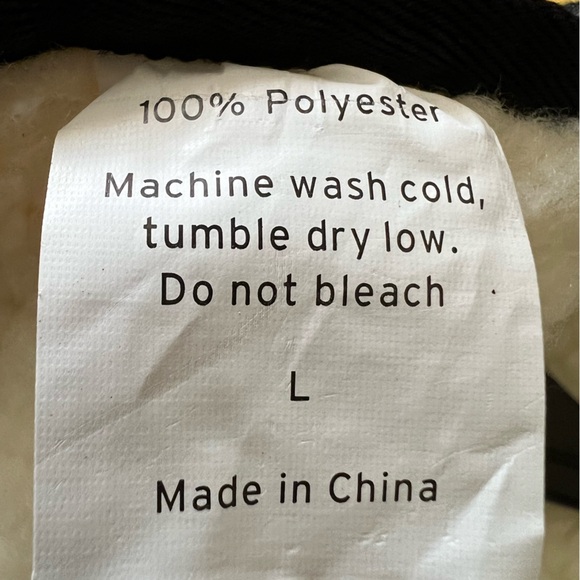 100% Polyester
Machine wash cold,
tumble dry low.
Do not bleach
L
Made in China